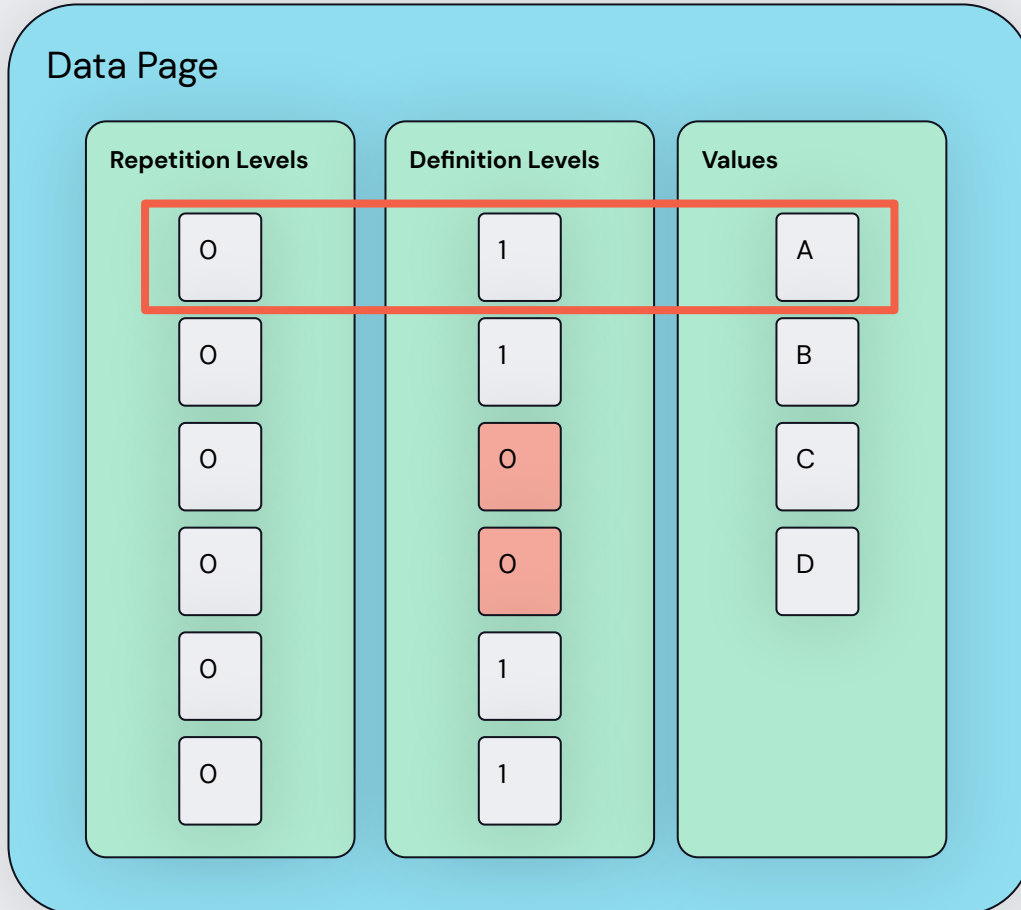 Data Page
Repetition Levels Definition Levels Values
0 1 A
0 1 B
0 0 C
0 0 D
0 1
0 1